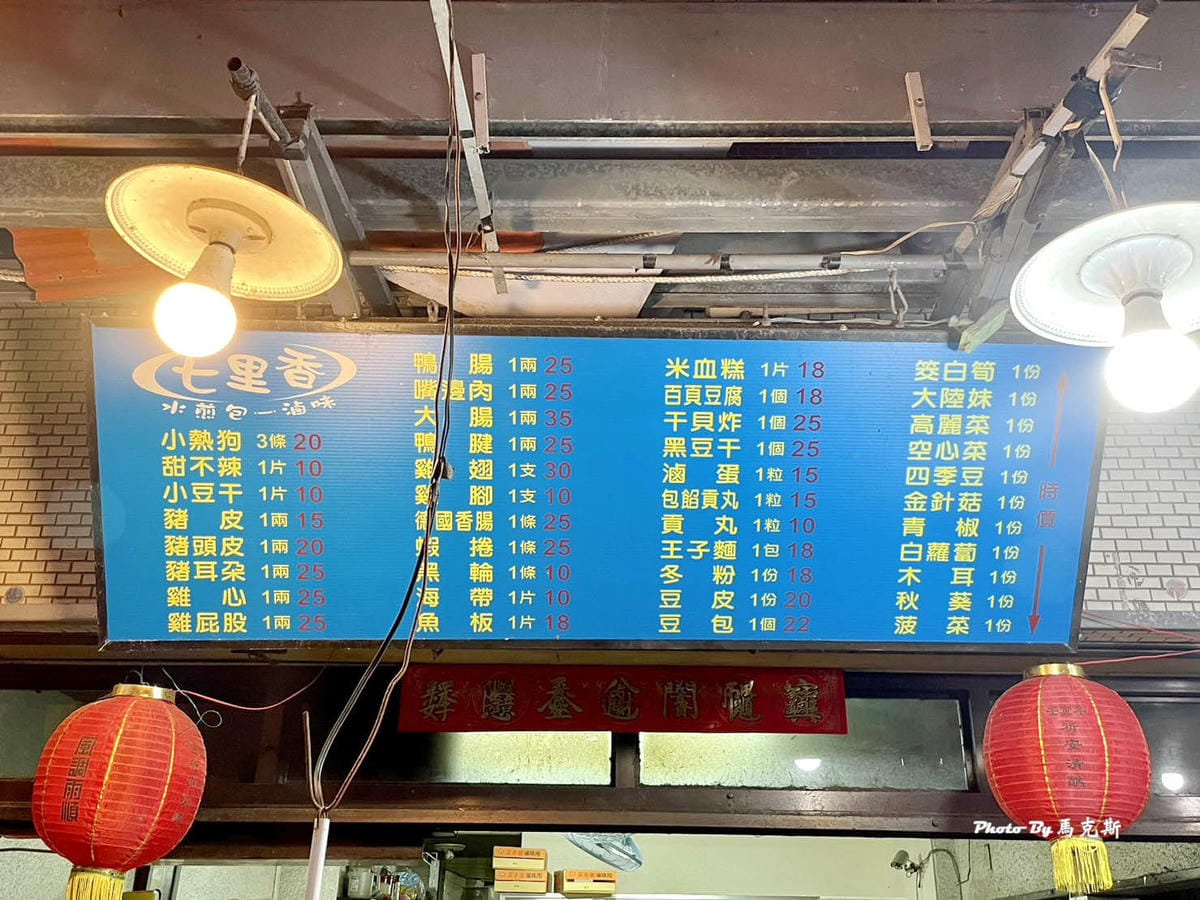 七里香
水煎包—滷味
小熱狗 3條 20
甜不辣 1片 10
小豆干 1片 10
豬皮 1兩 15
豬頭皮 1兩 20
豬耳朵 1兩 25
雞心 1兩 25
雞屁股 1兩 25
鴨腸 1兩 25
嘴邊肉 1兩 25
大腸 1兩 35
鴨腱 1兩 25
雞翅 1支 30
雞腳 1支 10
德國香腸 1條 25
蝦捲 1條 25
黑輪 1條 10
海帶 1片 10
魚板 1片 18
米血糕 1片 18
百頁豆腐 1個 18
干貝炸 1個 25
黑豆干 1個 25
滷蛋 1粒 15
包餡貢丸 1粒 15
貢丸 1粒 10
王子麵 1包 18
冬粉 1份 18
豆皮 1份 20
豆包 1個 22
筊白筍 1份
大陸妹 1份
高麗菜 1份
空心菜 1份
四季豆 1份
金針菇 1份
青椒 1份
白蘿蔔 1份
木耳 1份
秋葵 1份
菠菜 1份
時價
風調雨順
Photo By 馬克斯